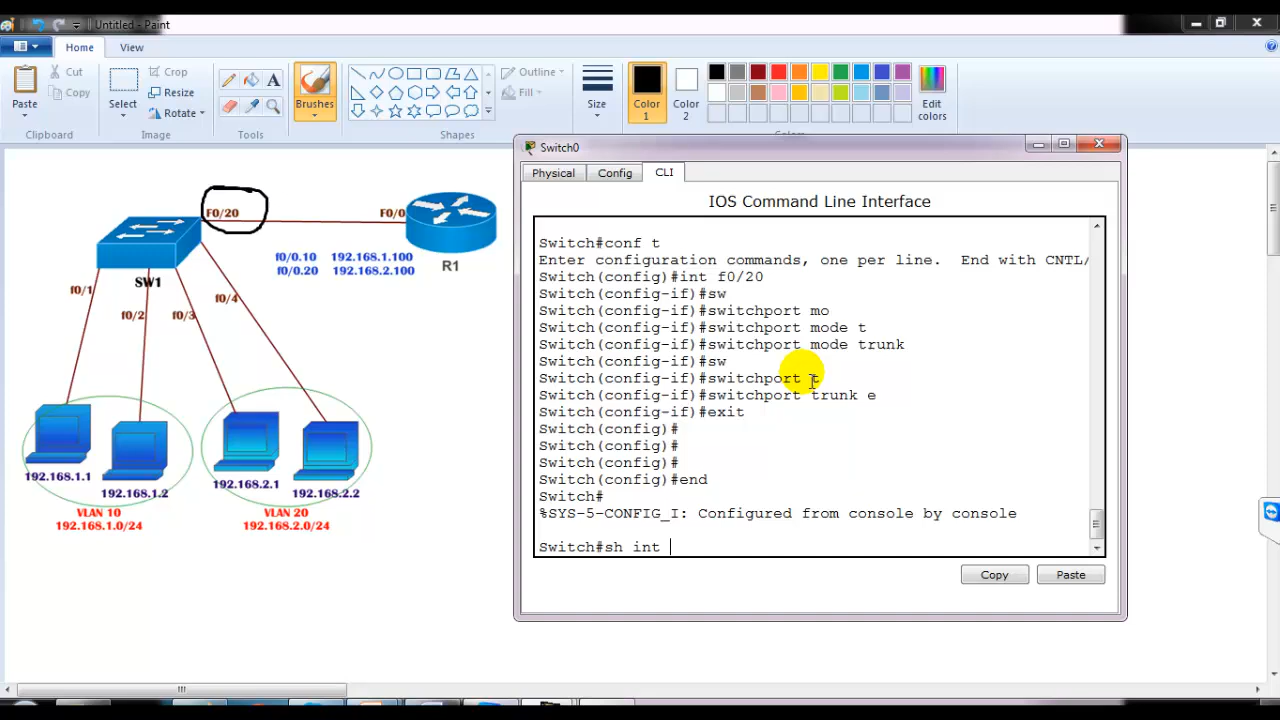 Untitled - Paint
Home
View
Paste
Cut
Copy
Clipboard
Select
Crop
Resize
Rotate
Image
Tools
Brushes
Shapes
Outline
Fill
Size
Color 1
Color 2
Edit colors
F0/20
F0/0
f0/0.10 192.168.1.100
f0/0.20 192.168.2.100
R1
SW1
f0/1
f0/2
f0/3
f0/4
192.168.1.1
192.168.1.2
192.168.2.1
192.168.2.2
VLAN 10
192.168.1.0/24
VLAN 20
192.168.2.0/24
Switch0
Physical
Config
CLI
IOS Command Line Interface
Switch#conf t
Enter configuration commands, one per line.  End with CNTL/
Switch(config)#int f0/20
Switch(config-if)#sw
Switch(config-if)#switchport mo
Switch(config-if)#switchport mode t
Switch(config-if)#switchport mode trunk
Switch(config-if)#sw
Switch(config-if)#switchport t
Switch(config-if)#switchport trunk e
Switch(config-if)#exit
Switch(config)#
Switch(config)#
Switch(config)#
Switch(config)#end
Switch#
%SYS-5-CONFIG_I: Configured from console by console
Switch#sh int
Copy
Paste